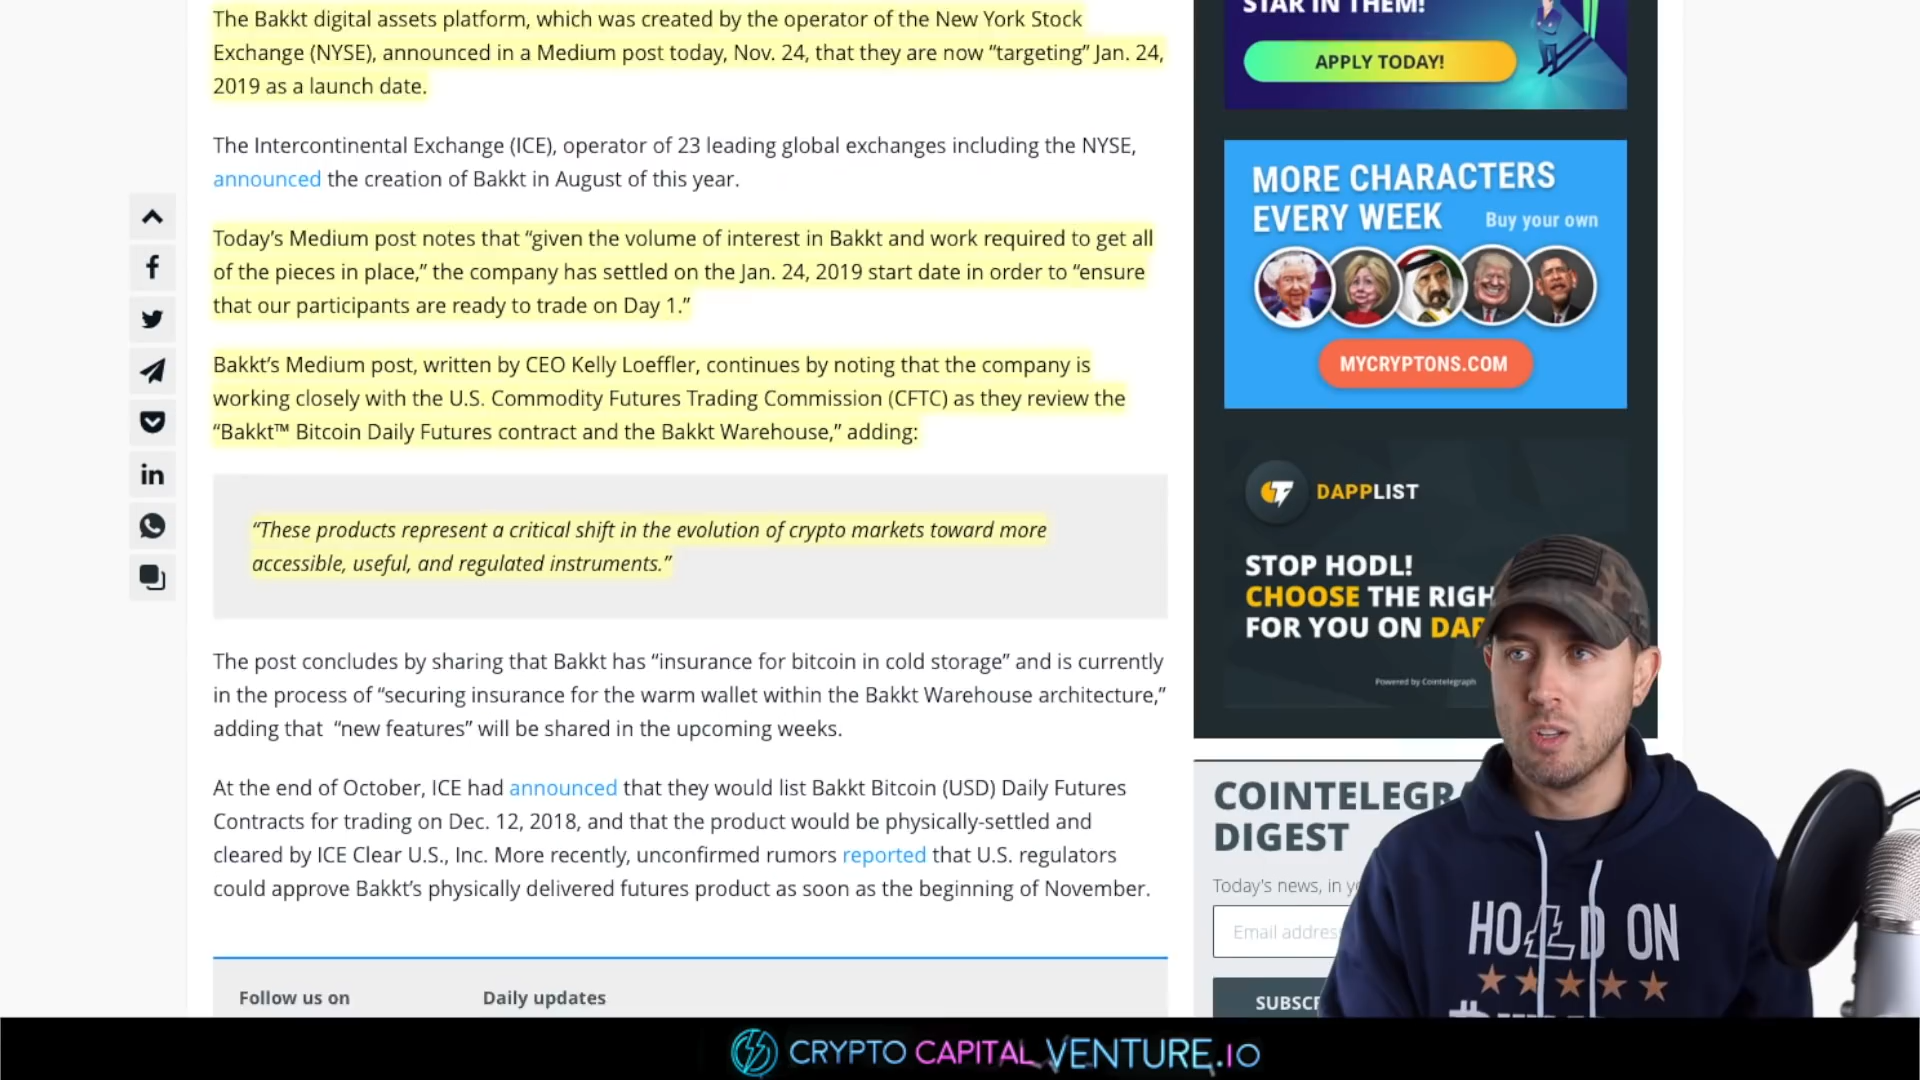 The Bakkt digital assets platform, which was created by the operator of the New York Stock
Exchange (NYSE), announced in a Medium post today, Nov. 24, that they are now “targeting” Jan. 24,
2019 as a launch date.
The Intercontinental Exchange (ICE), operator of 23 leading global exchanges including the NYSE,
announced the creation of Bakkt in August of this year.
Today’s Medium post notes that “given the volume of interest in Bakkt and work required to get all
of the pieces in place,” the company has settled on the Jan. 24, 2019 start date in order to “ensure
that our participants are ready to trade on Day 1.”
Bakkt’s Medium post, written by CEO Kelly Loeffler, continues by noting that the company is
working closely with the U.S. Commodity Futures Trading Commission (CFTC) as they review the
“Bakkt™ Bitcoin Daily Futures contract and the Bakkt Warehouse,” adding:
“These products represent a critical shift in the evolution of crypto markets toward more
accessible, useful, and regulated instruments.”
The post concludes by sharing that Bakkt has “insurance for bitcoin in cold storage” and is currently
in the process of “securing insurance for the warm wallet within the Bakkt Warehouse architecture,”
adding that “new features” will be shared in the upcoming weeks.
At the end of October, ICE had announced that they would list Bakkt Bitcoin (USD) Daily Futures
Contracts for trading on Dec. 12, 2018, and that the product would be physically-settled and
cleared by ICE Clear U.S., Inc. More recently, unconfirmed rumors reported that U.S. regulators
could approve Bakkt’s physically delivered futures product as soon as the beginning of November.
Follow us on
Daily updates
STAR IN THEM!
APPLY TODAY!
MORE CHARACTERS
EVERY WEEK
Buy your own
MYCRYPTONS.COM
DAPPLIST
STOP HODL!
CHOOSE THE RIGH
FOR YOU ON DAP
Powered by Cointelegraph
COINTELEGR
DIGEST
Today's news, in y
Email address
SUBSC
HOLD ON
CRYPTO CAPITAL VENTURE.IO